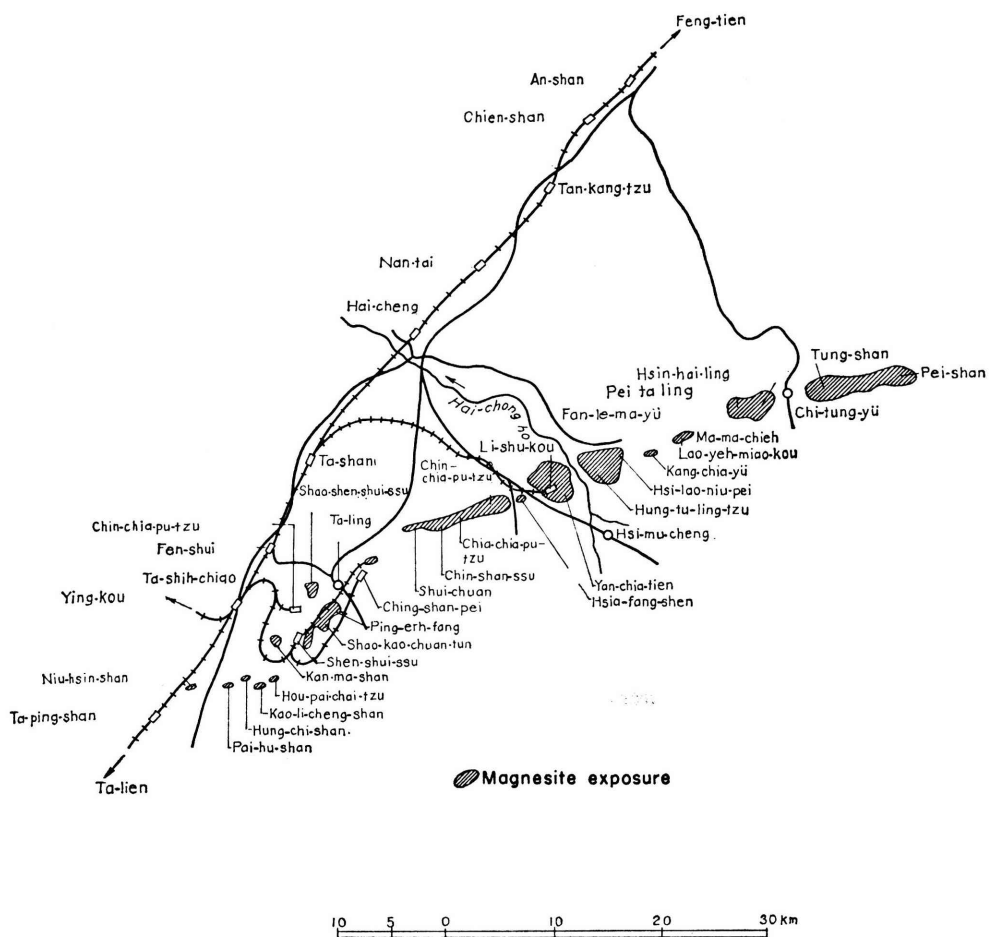 Feng-tien
An-shan
Chien-shan
Tan-kang-tzu
Nan-tai
Hai-cheng
Tung-shan
Hsin-hai-ling
Pei-shan
Pei ta ling
Hai-chong ho
Fan-le-ma-yü
Chi-tung-yü
Ma-ma-chieh
Li-shu-kou
Lao-yeh-miao-kou
Ta-shan
Chin-
chia-pu-tzu
Kang-chia-yü
Shao-shen-shui-ssu
Hsi-lao-niu-pei
Ta-ling
Hung-tu-ling-tzu
Chin-chia-pu-tzu
Hsi-mu-cheng
Fen-shui
Chia-chia-pu-
tzu
Ta-shih-chiao
Chin-shan-ssu
Yan-chia-tien
Shui-chuan
Hsia-fang-shen
Ying-kou
Ching-shan-pei
Ping-erh-fang
Shao-kao-chuan-tun
Shen-shui-ssu
Niu-hsin-shan
Kan-ma-shan
Hou-pai-chai-tzu
Ta-ping-shan
Kao-li-cheng-shan
Hung-chi-shan.
Pai-hu-shan
Ta-lien
Magnesite exposure
10 5 0 10 20 30 km